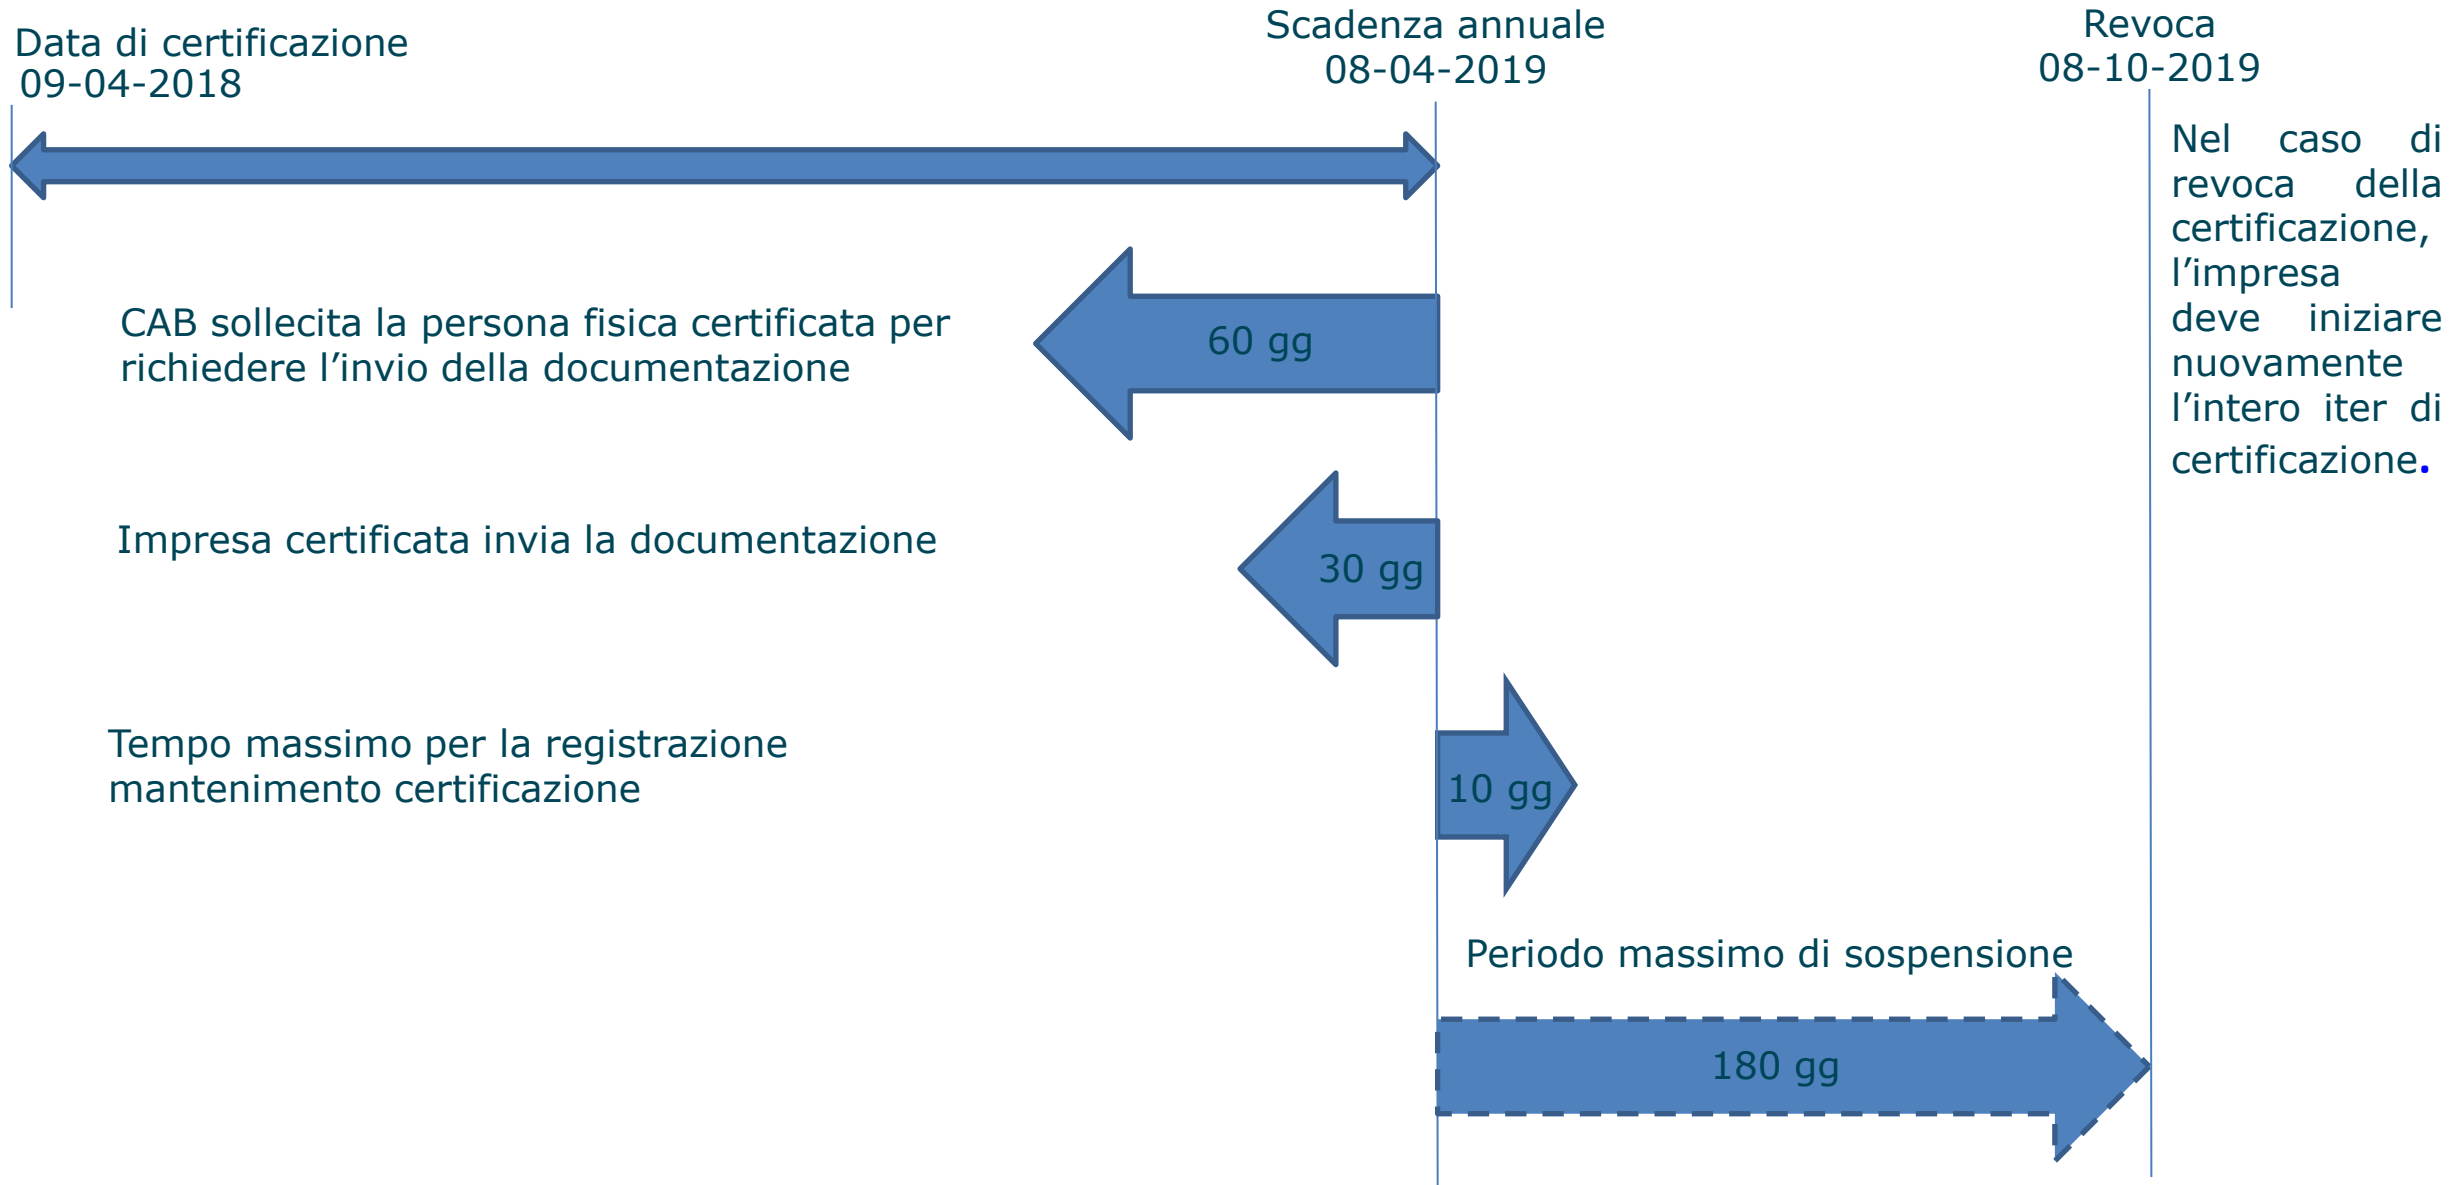 Data di certificazione
09-04-2018
Scadenza annuale
08-04-2019
Revoca
08-10-2019
Nel caso di
revoca della
certificazione,
l’impresa
deve iniziare
nuovamente
l’intero iter di
certificazione.
CAB sollecita la persona fisica certificata per
richiedere l’invio della documentazione
60 gg
Impresa certificata invia la documentazione
30 gg
Tempo massimo per la registrazione
mantenimento certificazione
10 gg
Periodo massimo di sospensione
180 gg